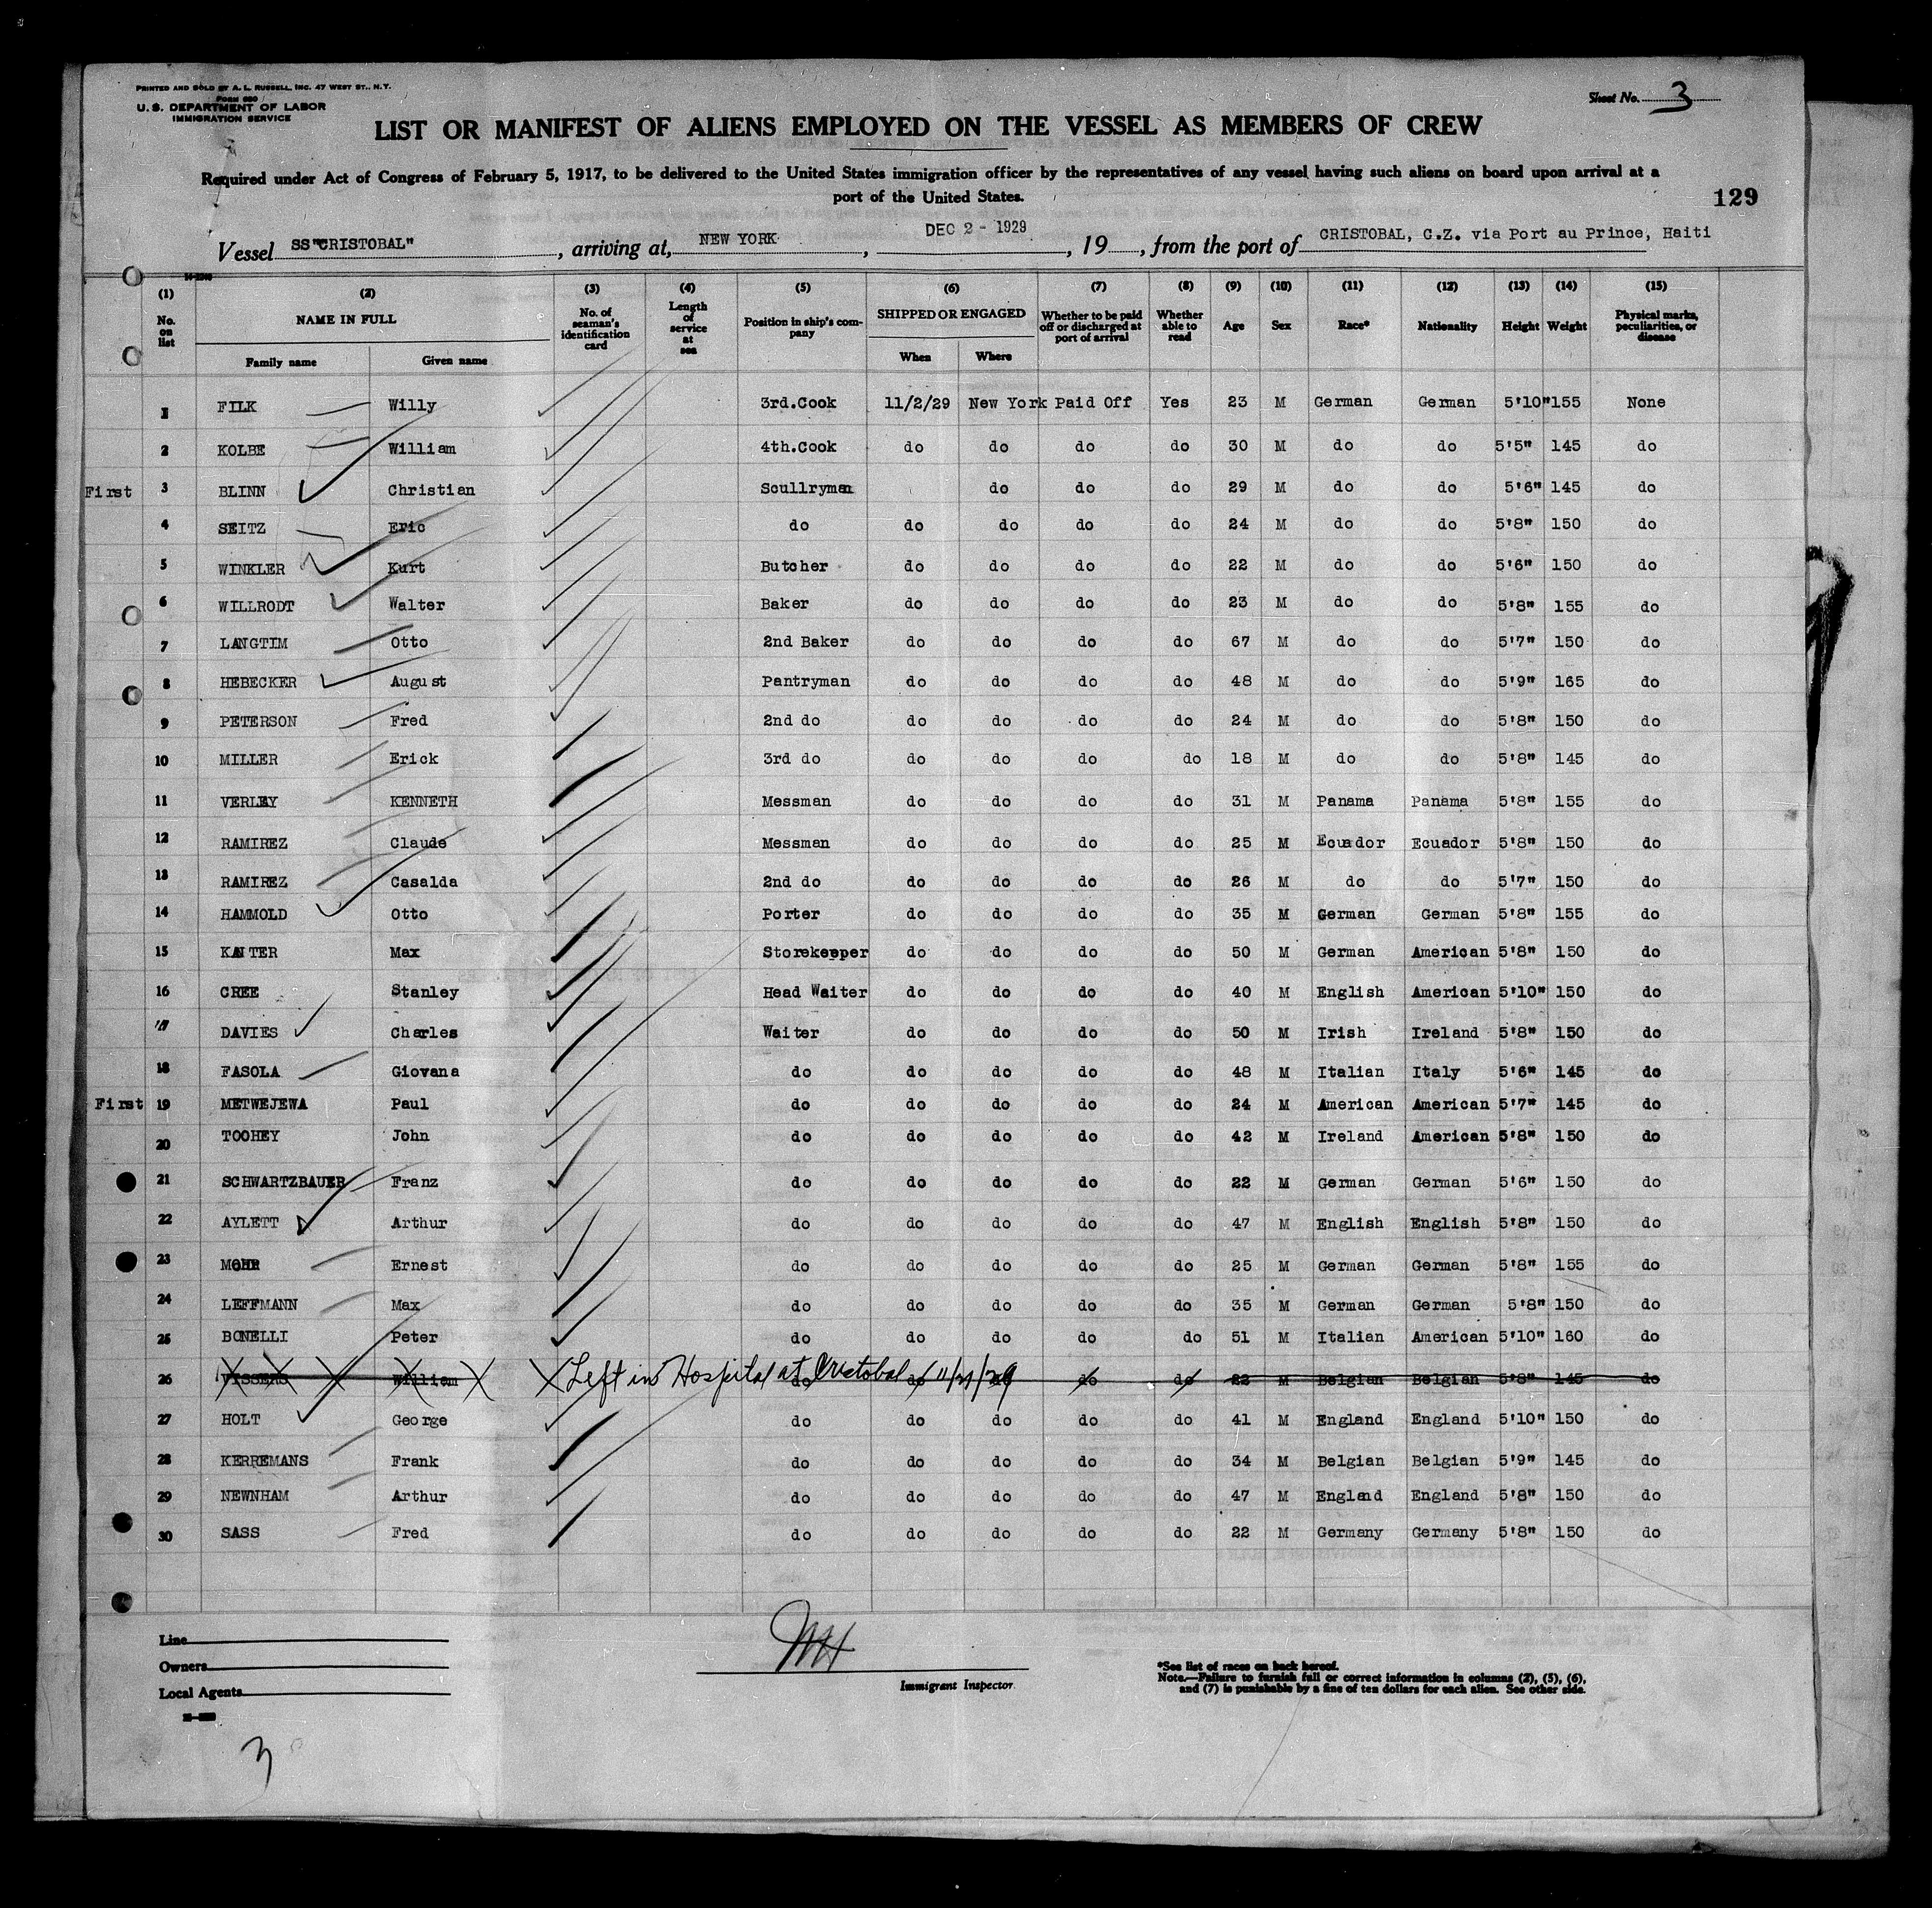 PRINTED AND SOLD BY A. L. RUSSELL, INC. 47 WEST ST., N.Y.
FORM 680
U. S. DEPARTMENT OF LABOR
IMMIGRATION SERVICE
Sheet No. 3
LIST OR MANIFEST OF ALIENS EMPLOYED ON THE VESSEL AS MEMBERS OF CREW
Required under Act of Congress of February 5, 1917, to be delivered to the United States immigration officer by the representatives of any vessel having such aliens on board upon arrival at a
port of the United States.
129
Vessel SS"CRISTOBAL", arriving at, NEW YORK, DEC 2 - 1929, 19, from the port of CRISTOBAL, C.Z. via Port au Prince, Haiti
(1) (2) (3) (4) (5) (6) (7) (8) (9) (10) (11) (12) (13) (14) (15)
No. on list NAME IN FULL No. of seaman's identification card Length of service at sea Position in ship's company SHIPPED OR ENGAGED Whether to be paid off or discharged at port of arrival Whether able to read Age Sex Race* Nationality Height Weight Physical marks, peculiarities, or disease
Family name Given name When Where
1 FILK Willy 3rd.Cook 11/2/29 New York Paid Off Yes 23 M German German 5'10" 155 None
2 KOLBE William 4th.Cook do do do do 30 M do do 5'5" 145 do
First 3 BLINN Christian Scullryman do do do 29 M do do 5'6" 145 do
4 SEITZ Eric do do do do do 24 M do do 5'8" 150 do
5 WINKLER Kurt Butcher do do do do 22 M do do 5'6" 150 do
6 WILLRODT Walter Baker do do do do 23 M do do 5'8" 155 do
7 LANGTIM Otto 2nd Baker do do do do 67 M do do 5'7" 150 do
8 HEBECKER August Pantryman do do do do 48 M do do 5'9" 165 do
9 PETERSON Fred 2nd do do do do do 24 M do do 5'8" 150 do
10 MILLER Erick 3rd do do do do do 18 M do do 5'8" 145 do
11 VERLEY KENNETH Messman do do do do 31 M Panama Panama 5'8" 155 do
12 RAMIREZ Claude Messman do do do do 25 M Ecuador Ecuador 5'8" 150 do
13 RAMIREZ Casalda 2nd do do do do do 26 M do do 5'7" 150 do
14 HAMMOLD Otto Porter do do do do 35 M German German 5'8" 155 do
15 KANTER Max Storekeeper do do do do 50 M German American 5'8" 150 do
16 CREE Stanley Head Waiter do do do do 40 M English American 5'10" 150 do
17 DAVIES Charles Waiter do do do do 50 M Irish Ireland 5'8" 150 do
18 FASOLA Giovana do do do do do 48 M Italian Italy 5'6" 145 do
First 19 METWEJEWA Paul do do do do do 24 M American American 5'7" 145 do
20 TOOHEY John do do do do do 42 M Ireland American 5'8" 150 do
21 SCHWARTZBAUER Franz do do do do do 22 M German German 5'6" 150 do
22 AYLETT Arthur do do do do do 47 M English English 5'8" 150 do
23 MOHR Ernest do do do do do 25 M German German 5'8" 155 do
24 LEFFMANN Max do do do do do 35 M German German 5'8" 150 do
25 BONELLI Peter do do do do do 51 M Italian American 5'10" 160 do
26 VISSERS William Left in Hospital at Cristobal do do do do do 22 M Belgian Belgian 5'8" 145 do
27 HOLT George do do do do do 41 M England England 5'10" 150 do
28 KERREMANS Frank do do do do do 34 M Belgian Belgian 5'9" 145 do
29 NEWNHAM Arthur do do do do do 47 M England England 5'8" 150 do
30 SASS Fred do do do do do 22 M Germany Germany 5'8" 150 do
Line
Owners
Local Agents
Immigrant Inspector.
*See list of races on back hereof.
Note.—Failure to furnish full or correct information in columns (2), (5), (6),
and (7) is punishable by a fine of ten dollars for each alien. See other side.
3